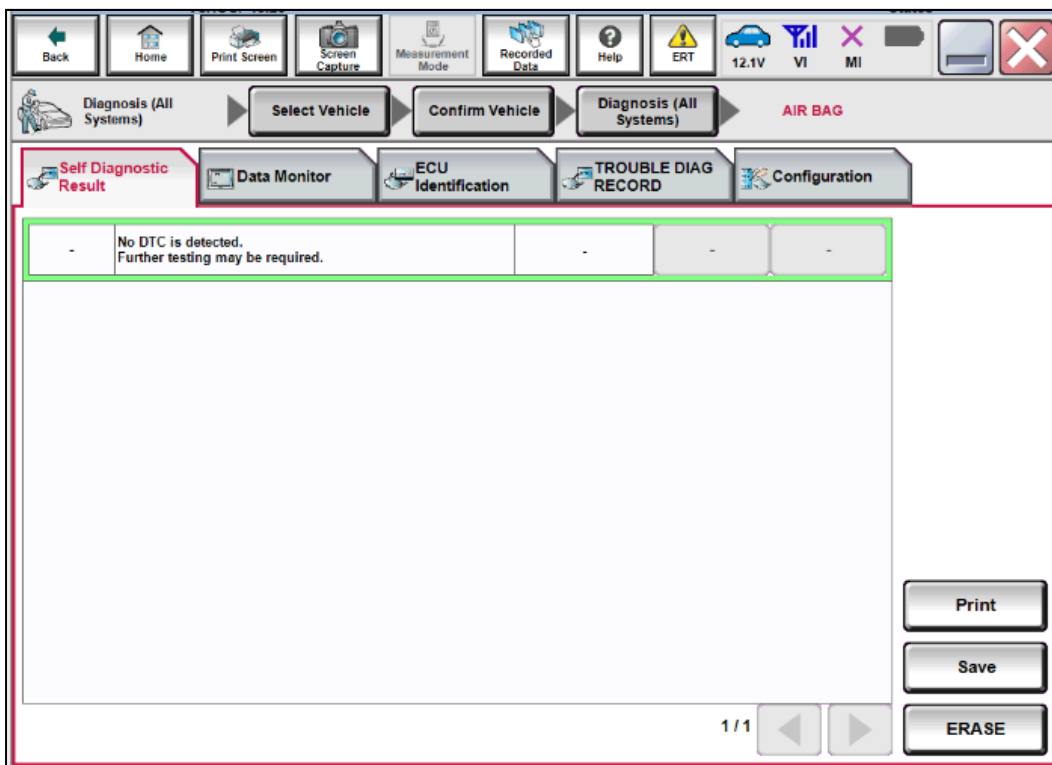 Back
Home
Print Screen
Screen
Capture
Measurement
Mode
Recorded
Data
Help
ERT
12.1V
VI
MI
Diagnosis (All
Systems)
Select Vehicle
Confirm Vehicle
Diagnosis (All
Systems)
AIR BAG
Self Diagnostic
Result
Data Monitor
ECU
Identification
TROUBLE DIAG
RECORD
Configuration
-
No DTC is detected.
Further testing may be required.
-
-
-
Print
Save
1 / 1
ERASE